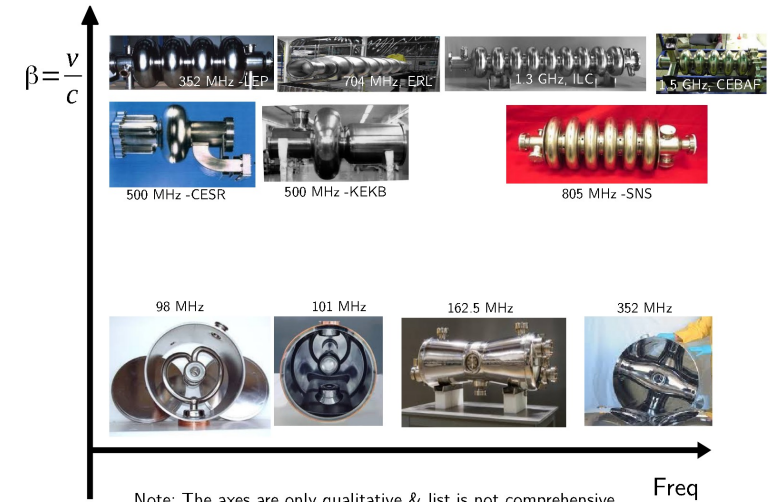 β=v/c
352 MHz -LEP
704 MHz, ERL
1.3 GHz, ILC
1.5 GHz, CEBAF
500 MHz -CESR
500 MHz -KEKB
805 MHz -SNS
98 MHz
101 MHz
162.5 MHz
352 MHz
Freq
Note: The axes are only qualitative & list is not comprehensive